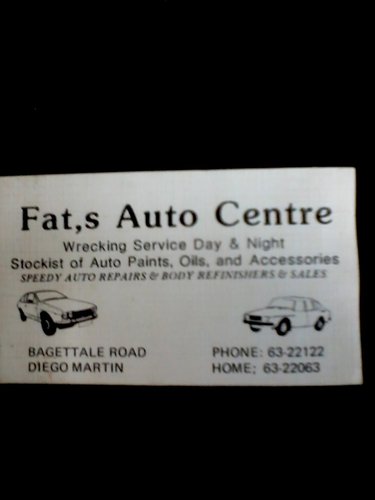 Fat,s Auto Centre
Wrecking Service Day & Night
Stockist of Auto Paints, Oils, and Accessories
SPEEDY AUTO REPAIRS & BODY REFINISHERS & SALES
BAGETTALE ROAD
DIEGO MARTIN
PHONE: 63-22122
HOME; 63-22063